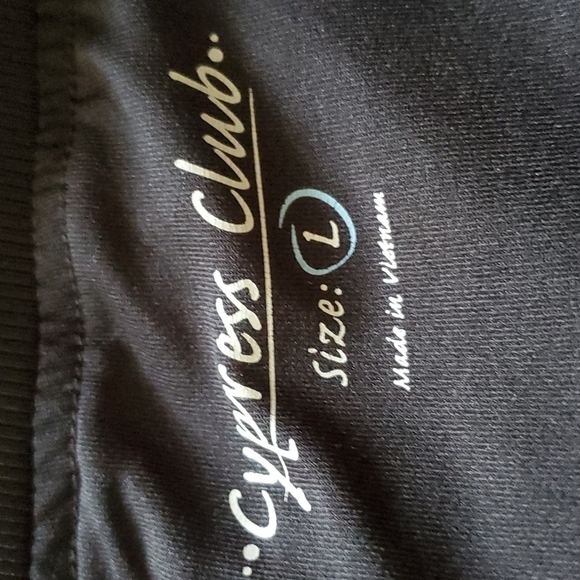 ..cypress club..
size: L
Made in Vietnam